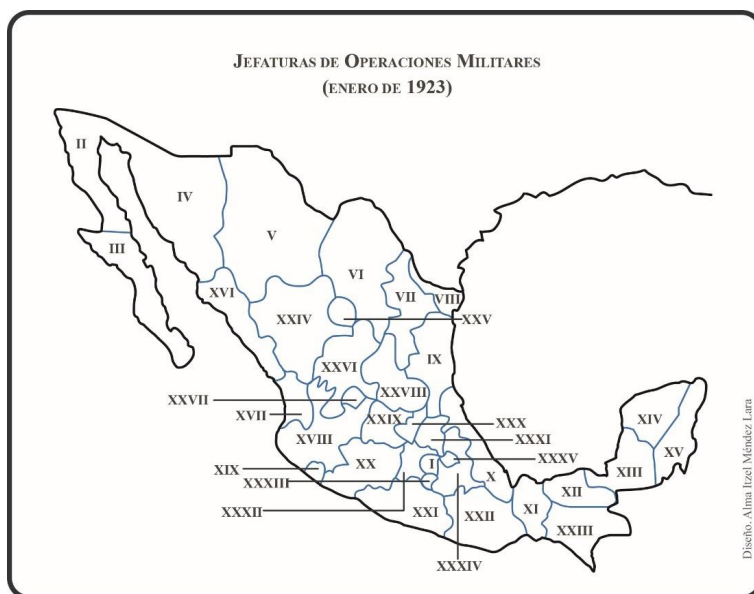 Jefaturas de Operaciones Militares
(enero de 1923)
II
IV
III
V
VI
XVI
VII
VIII
XXIV
XXV
IX
XXVI
XXVIII
XXVII
XVII
XXIX
XXX
XVIII
XXXI
XIV
XIX
XX
I
XXXV
XV
XXXIII
X
XIII
XII
XXXII
XXI
XXII
XI
XXIII
XXXIV
Diseño. Alma Itzel Méndez Lara